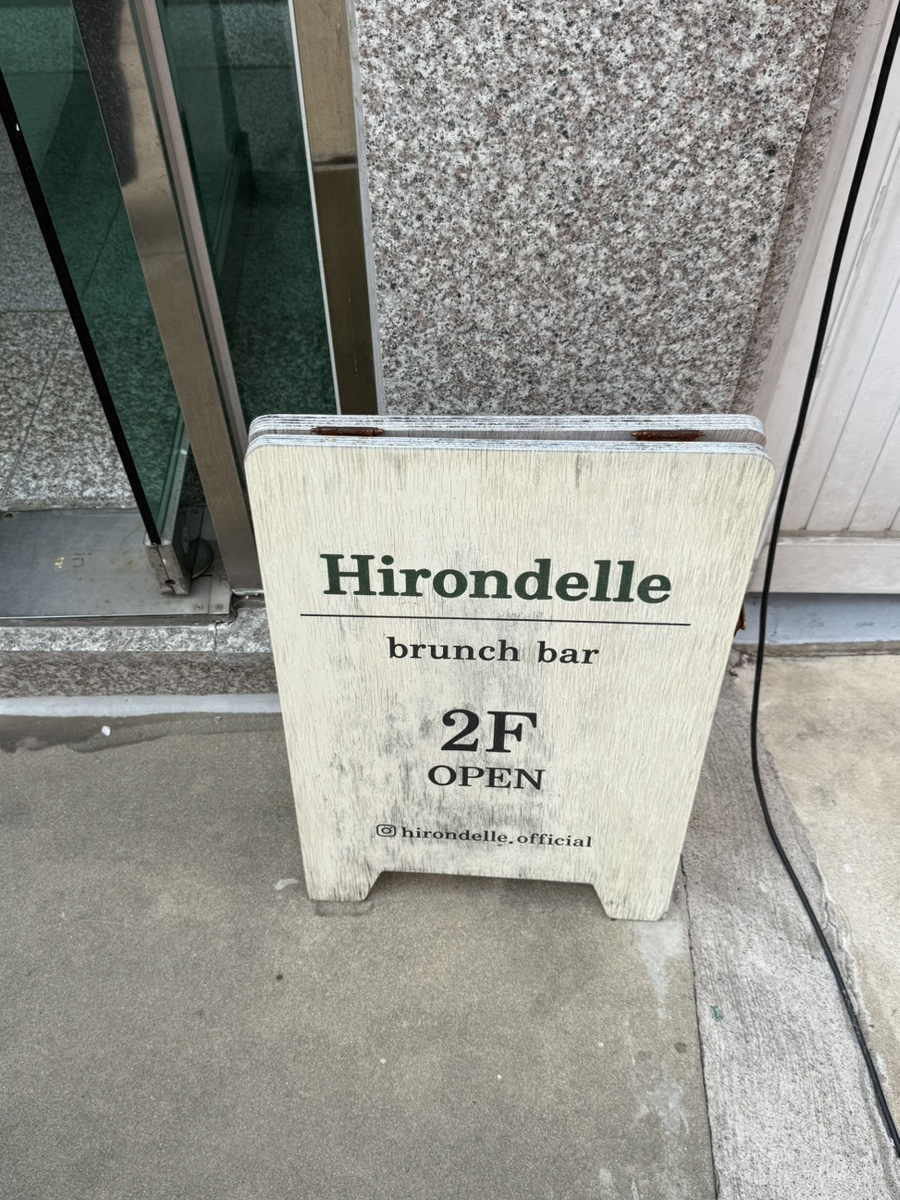 Hirondelle
brunch bar
2F
OPEN
hirondelle.official